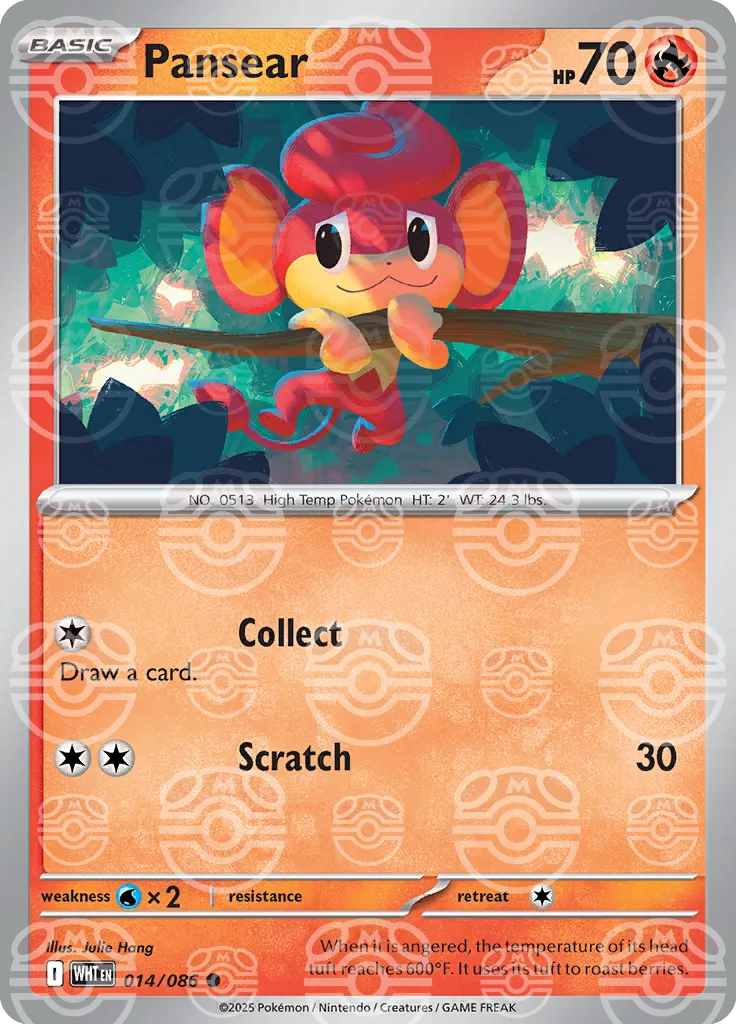 BASIC
Pansear
HP 70
NO. 0513 High Temp Pokémon HT: 2' WT: 24.3 lbs.
Collect
Draw a card.
Scratch 30
weakness ×2 resistance retreat
Illus. Julie Hang
When it is angered, the temperature of its head
tuft reaches 600°F. It uses its tuft to roast berries.
I WHT EN 014/086
©2025 Pokémon / Nintendo / Creatures / GAME FREAK